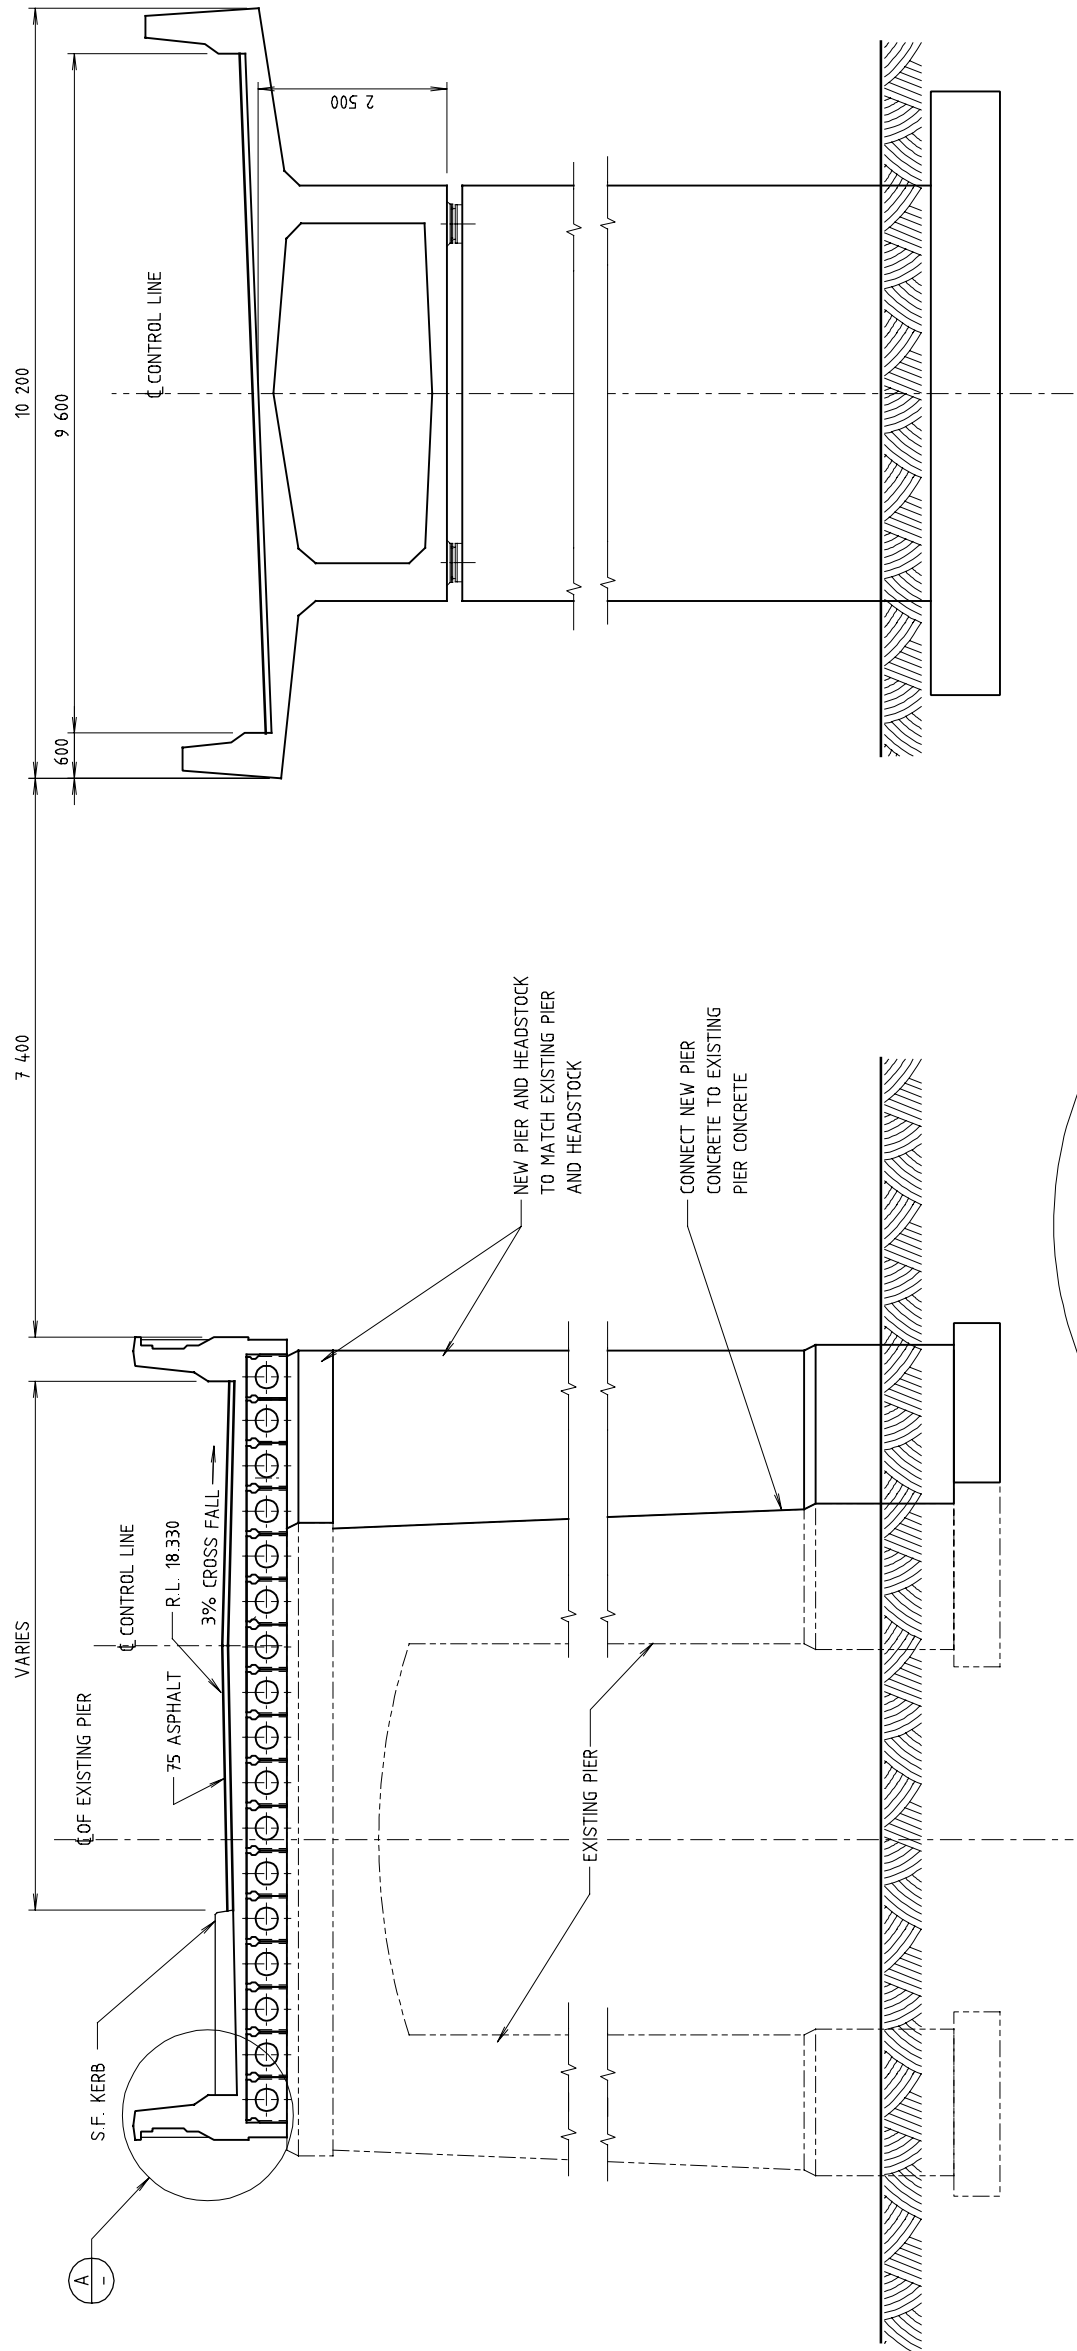 A
-
S.F. KERB
VARIES
℄ OF EXISTING PIER
75 ASPHALT
℄ CONTROL LINE
R.L. 18.330
3% CROSS FALL
EXISTING PIER
NEW PIER AND HEADSTOCK
TO MATCH EXISTING PIER
AND HEADSTOCK
CONNECT NEW PIER
CONCRETE TO EXISTING
PIER CONCRETE
7 400
10 200
600
9 600
℄ CONTROL LINE
2 500